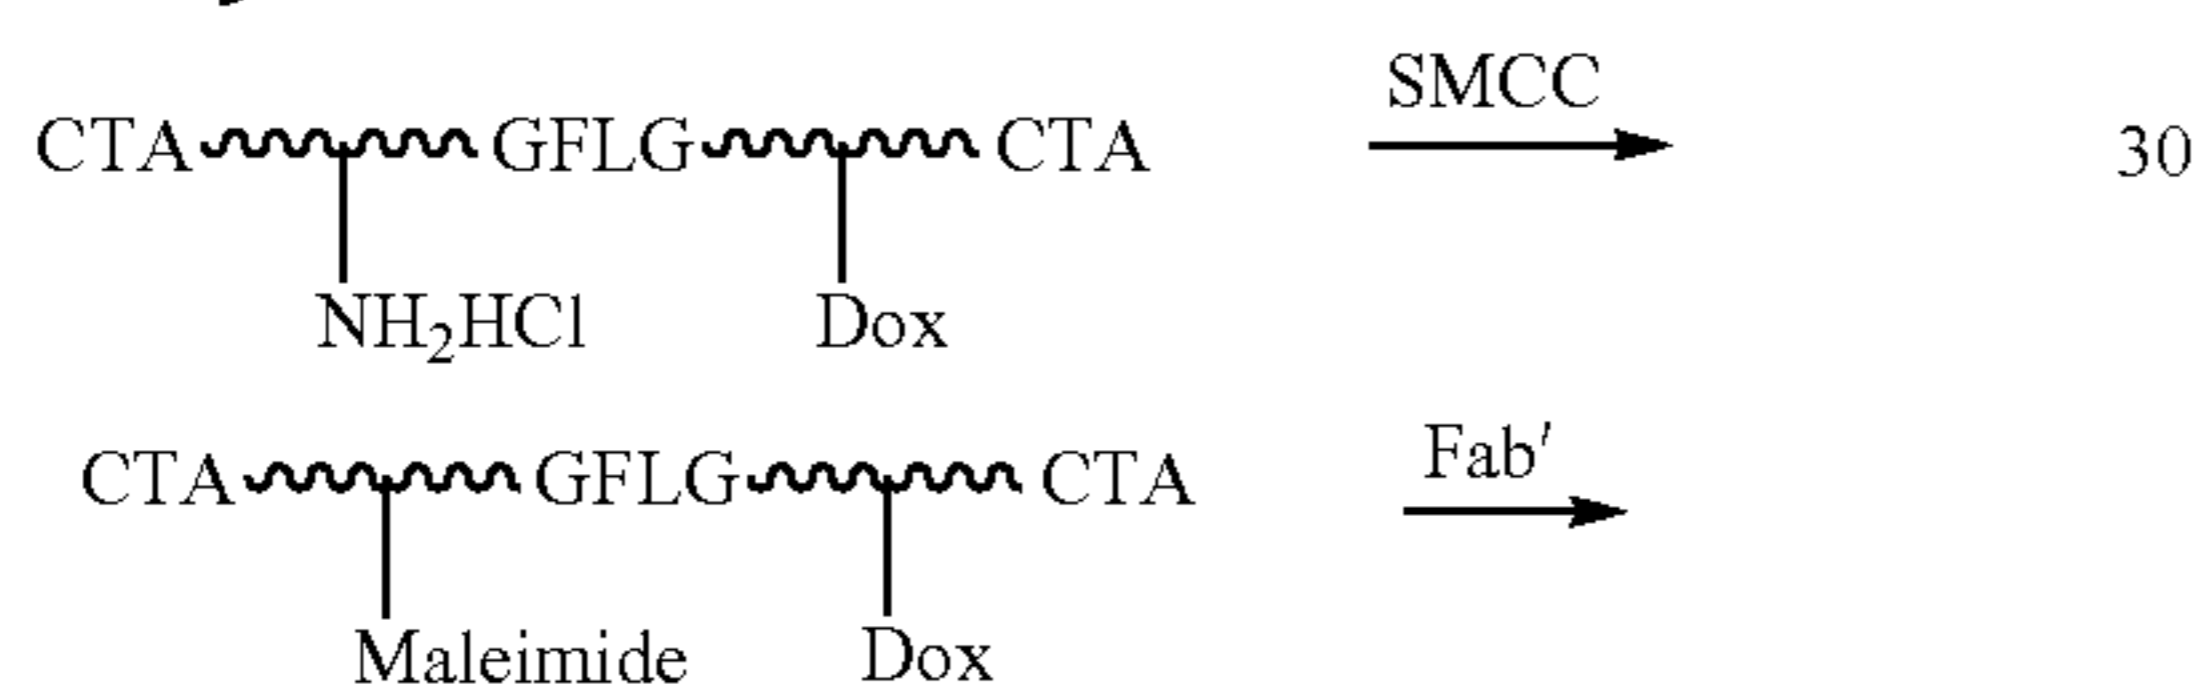 SMCC
CTA GFLG CTA 30
NH₂HCl Dox
Fab′
CTA GFLG CTA
Maleimide Dox